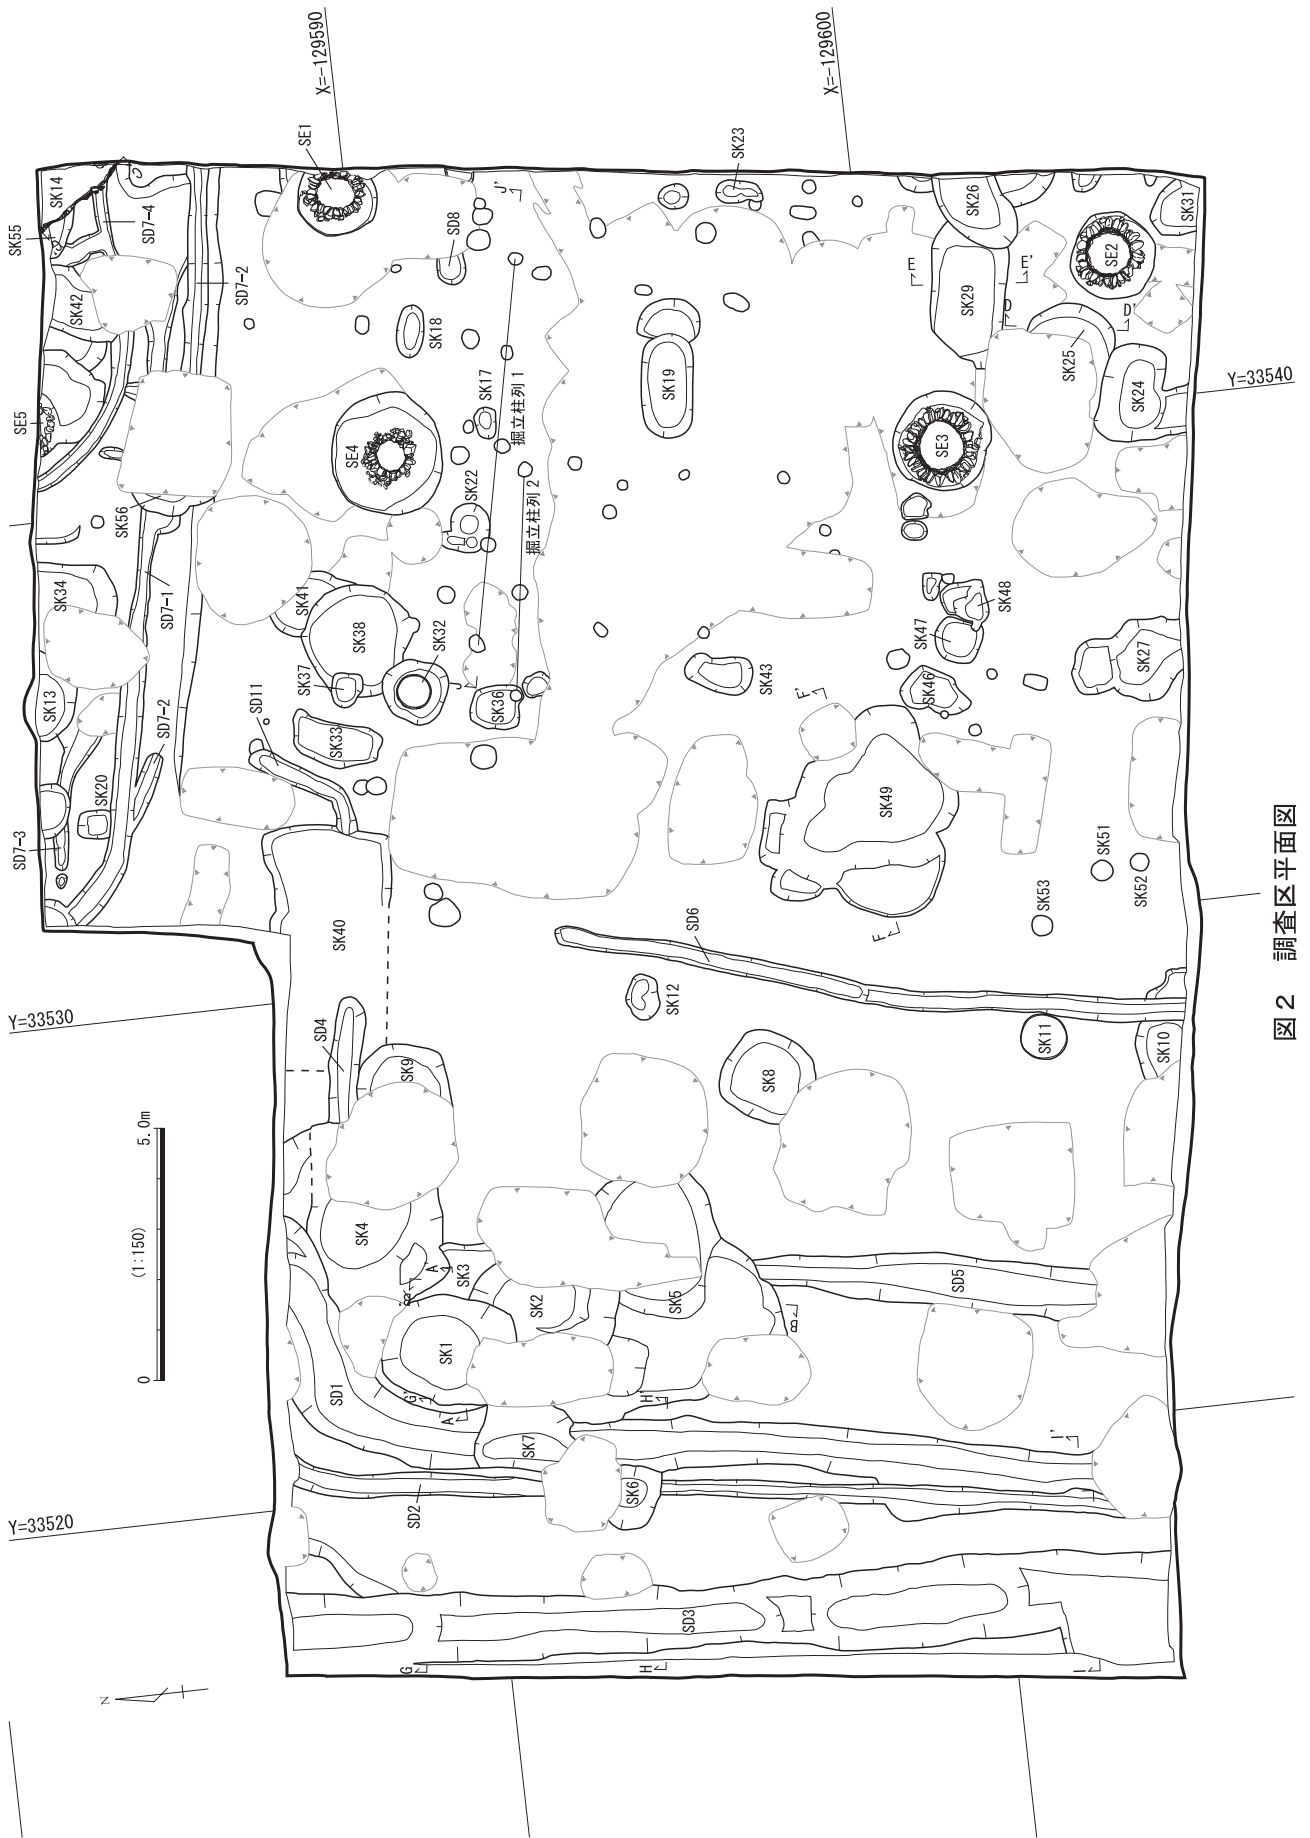 X=-129590
X=-129600
Y=33540
Y=33530
Y=33520
SE1
SK23
SK14
SK55
SD7-4
SD7-2
SK42
SE5
SD8
SK18
SK17
掘立柱列 1
SE4
SK22
掘立柱列 2
SK19
SK26
SK31
SE2
SK29
E
E'
D
D'
SK25
SK24
SE3
J'
J
SK56
SK34
SD7-1
SK41
SK38
SK32
SK37
SK36
SD11
SK33
SK13
SD7-2
SK20
SD7-3
SK43
SK48
SK47
SK46
SK27
F'
F
SK49
SK51
SK52
SK53
SK40
SD4
SK9
SD6
SK12
SK8
SK11
SK10
SK4
SK3
SK2
SK5
SD5
SK1
SD1
SK7
SK6
SD2
SD3
A'
A
B'
B
G'
G
H'
H
I'
I
C
N
0
(1:150)
5.0m
図２　調査区平面図